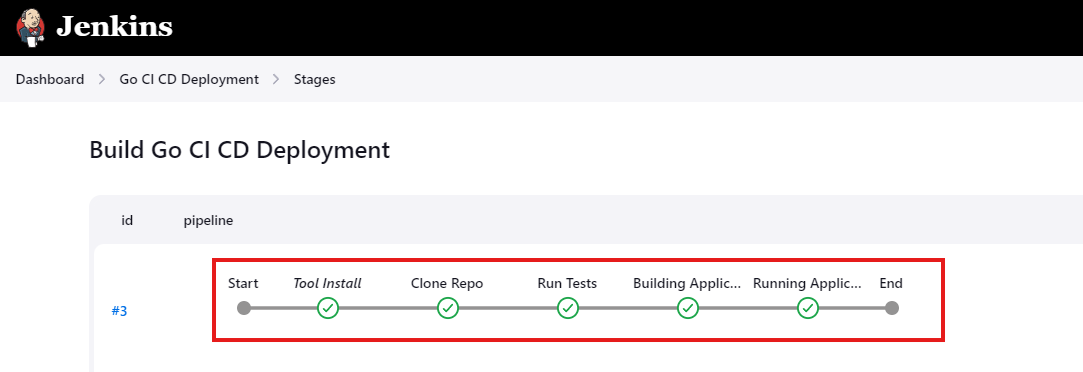 Jenkins
Dashboard > Go CI CD Deployment > Stages
Build Go CI CD Deployment
id pipeline
Start Tool Install Clone Repo Run Tests Building Applic... Running Applic... End
#3